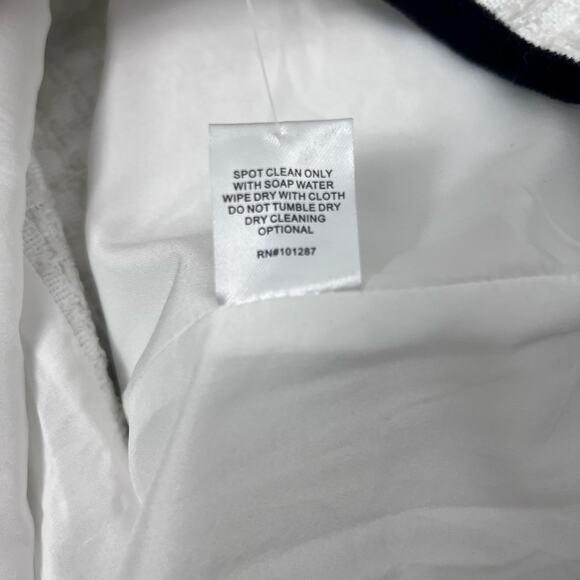 SPOT CLEAN ONLY
WITH SOAP WATER
WIPE DRY WITH CLOTH
DO NOT TUMBLE DRY
DRY CLEANING
OPTIONAL
RN#101287